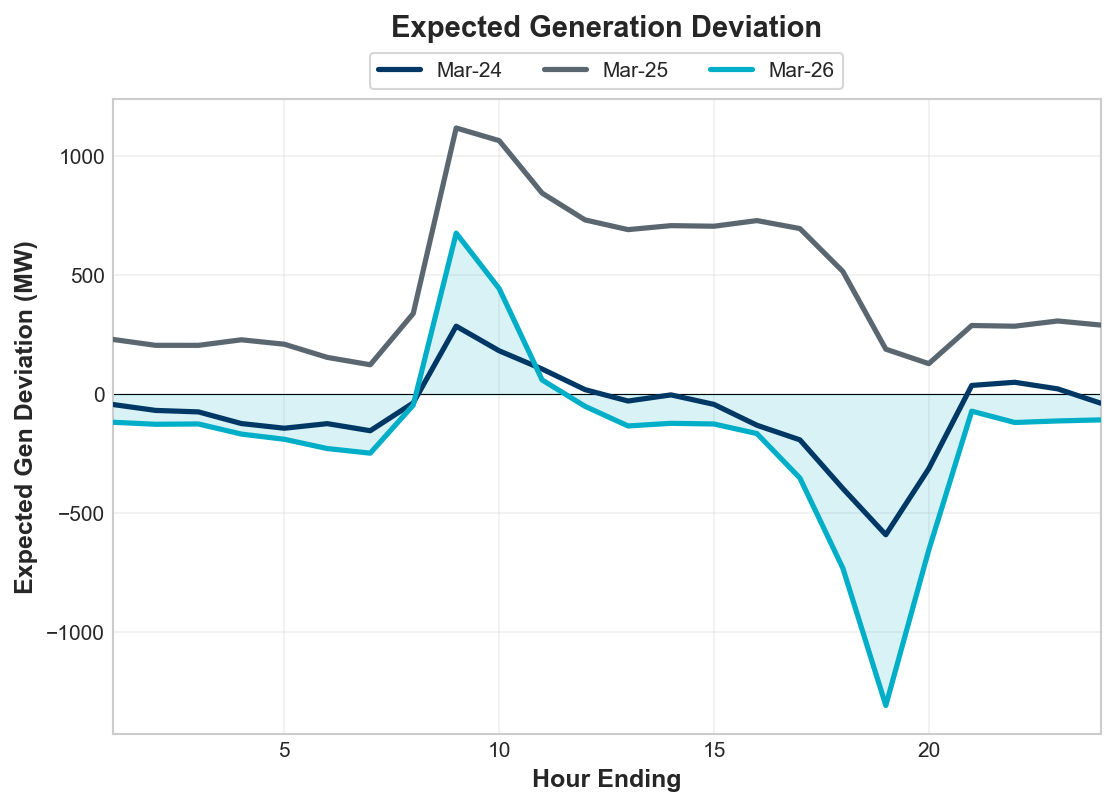 Expected Generation Deviation
Mar-24 Mar-25 Mar-26
Expected Gen Deviation (MW)
1000
500
0
−500
−1000
5 10 15 20
Hour Ending